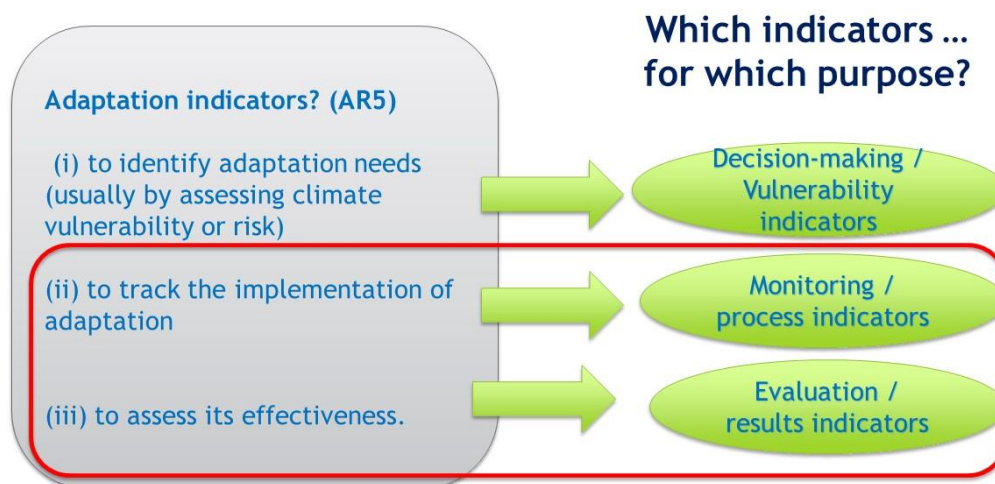 Which indicators ...
for which purpose?
Adaptation indicators? (AR5)
(i) to identify adaptation needs
(usually by assessing climate
vulnerability or risk)
Decision-making /
Vulnerability
indicators
(ii) to track the implementation of
adaptation
Monitoring /
process indicators
(iii) to assess its effectiveness.
Evaluation /
results indicators